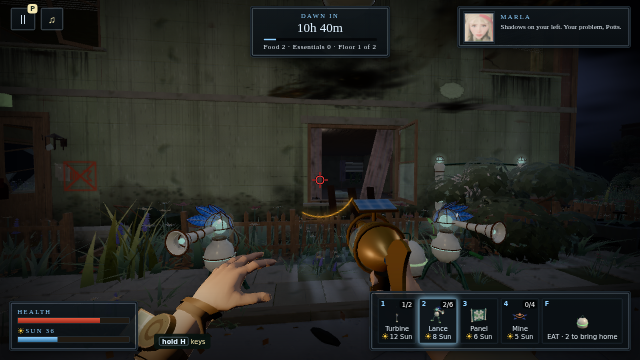 P
DAWN IN
10h 40m
Food 2 · Essentials 0 · Floor 1 of 2
MARLA
Shadows on your left. Your problem, Potts.
HEALTH
SUN 56
hold H keys
1 1/2
Turbine
12 Sun
2 2/6
Lance
8 Sun
3
Panel
6 Sun
4 0/4
Mine
5 Sun
F
EAT · 2 to bring home